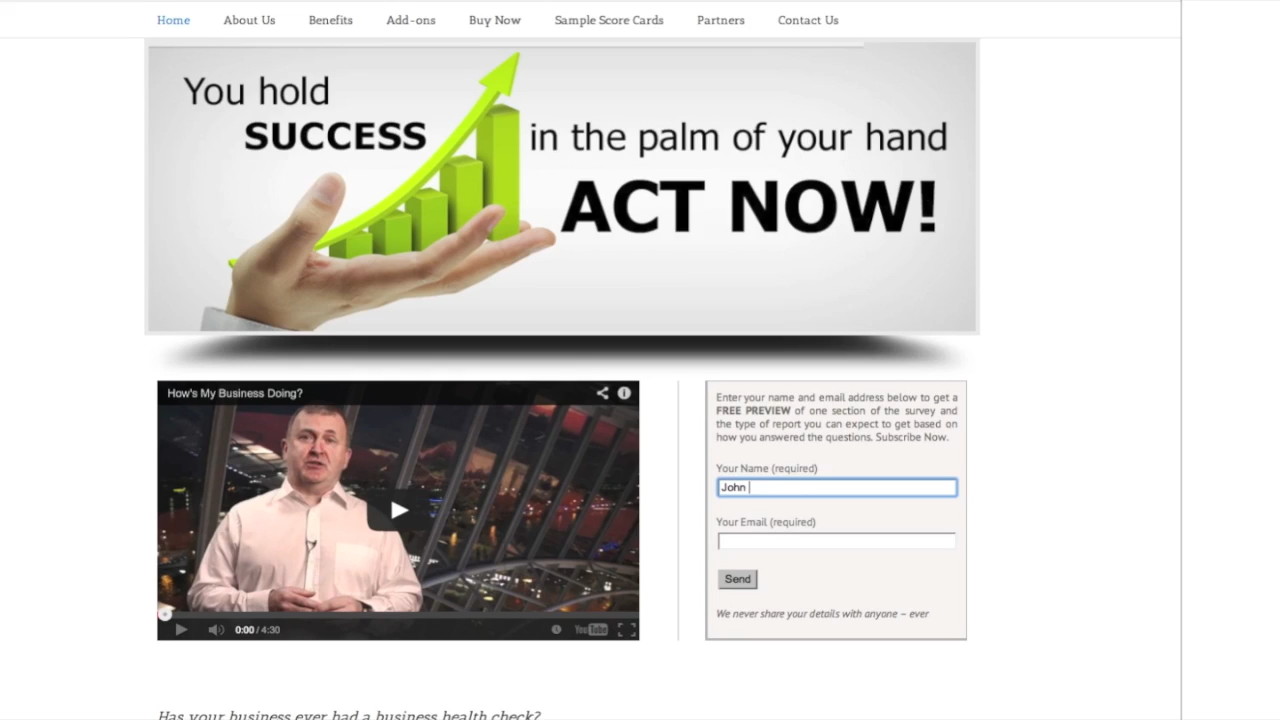 Home About Us Benefits Add-ons Buy Now Sample Score Cards Partners Contact Us
You hold
SUCCESS in the palm of your hand
ACT NOW!
How's My Business Doing?
0:00 / 4:30
YouTube
Enter your name and email address below to get a
FREE PREVIEW of one section of the survey and
the type of report you can expect to get based on
how you answered the questions. Subscribe Now.
Your Name (required)
John
Your Email (required)
Send
We never share your details with anyone – ever
Has your business ever had a business health check?